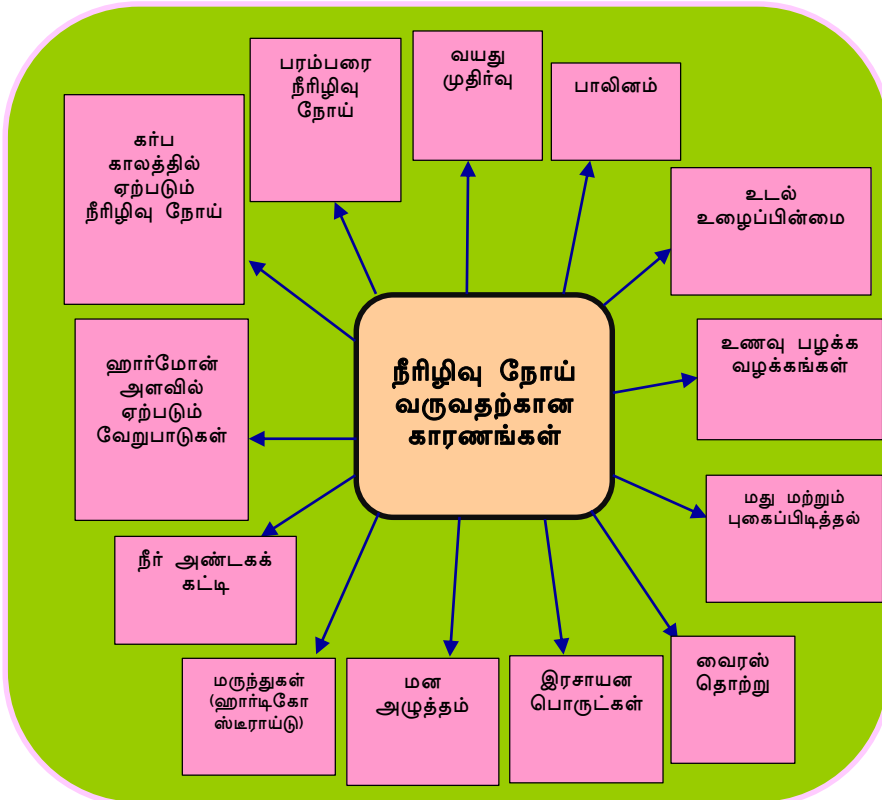 பரம்பரை
நீரிழிவு
நோய்
வயது
முதிர்வு
பாலினம்
கர்ப
காலத்தில்
ஏற்படும்
நீரிழிவு நோய்
உடல்
உழைப்பின்மை
ஹார்மோன்
அளவில்
ஏற்படும்
வேறுபாடுகள்
நீரிழிவு நோய்
வருவதற்கான
காரணங்கள்
உணவு பழக்க
வழக்கங்கள்
மது மற்றும்
புகைப்பிடித்தல்
நீர் அண்டகக்
கட்டி
மருந்துகள்
(ஹார்டிகோ
ஸ்டீராய்டு)
மன
அழுத்தம்
இரசாயன
பொருட்கள்
வைரஸ்
தொற்று